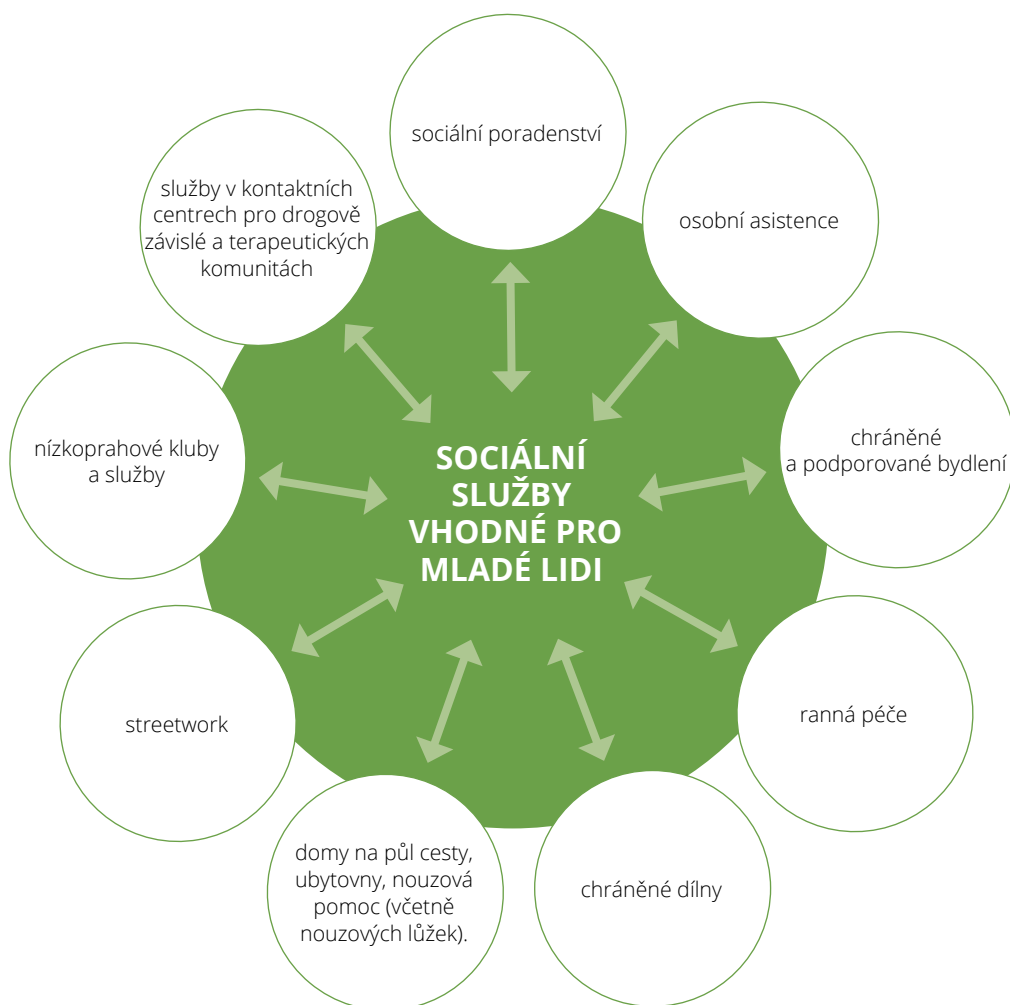 sociální poradenství
osobní asistence
chráněné
a podporované bydlení
ranná péče
chráněné dílny
domy na půl cesty,
ubytovny, nouzová
pomoc (včetně
nouzových lůžek).
streetwork
nízkoprahové kluby
a služby
služby v kontaktních
centrech pro drogově
závislé a terapeutických
komunitách
SOCIÁLNÍ
SLUŽBY
VHODNÉ PRO
MLADÉ LIDI